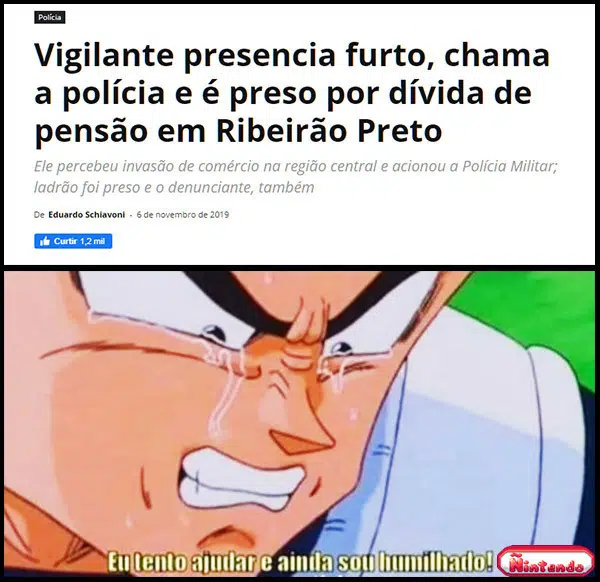 Polícia
Vigilante presencia furto, chama
a polícia e é preso por dívida de
pensão em Ribeirão Preto
Ele percebeu invasão de comércio na região central e acionou a Polícia Militar;
ladrão foi preso e o denunciante, também
De Eduardo Schiavoni - 6 de novembro de 2019
Curtir 1,2 mil
Eu tento ajudar e ainda sou humilhado!
Ñintendo